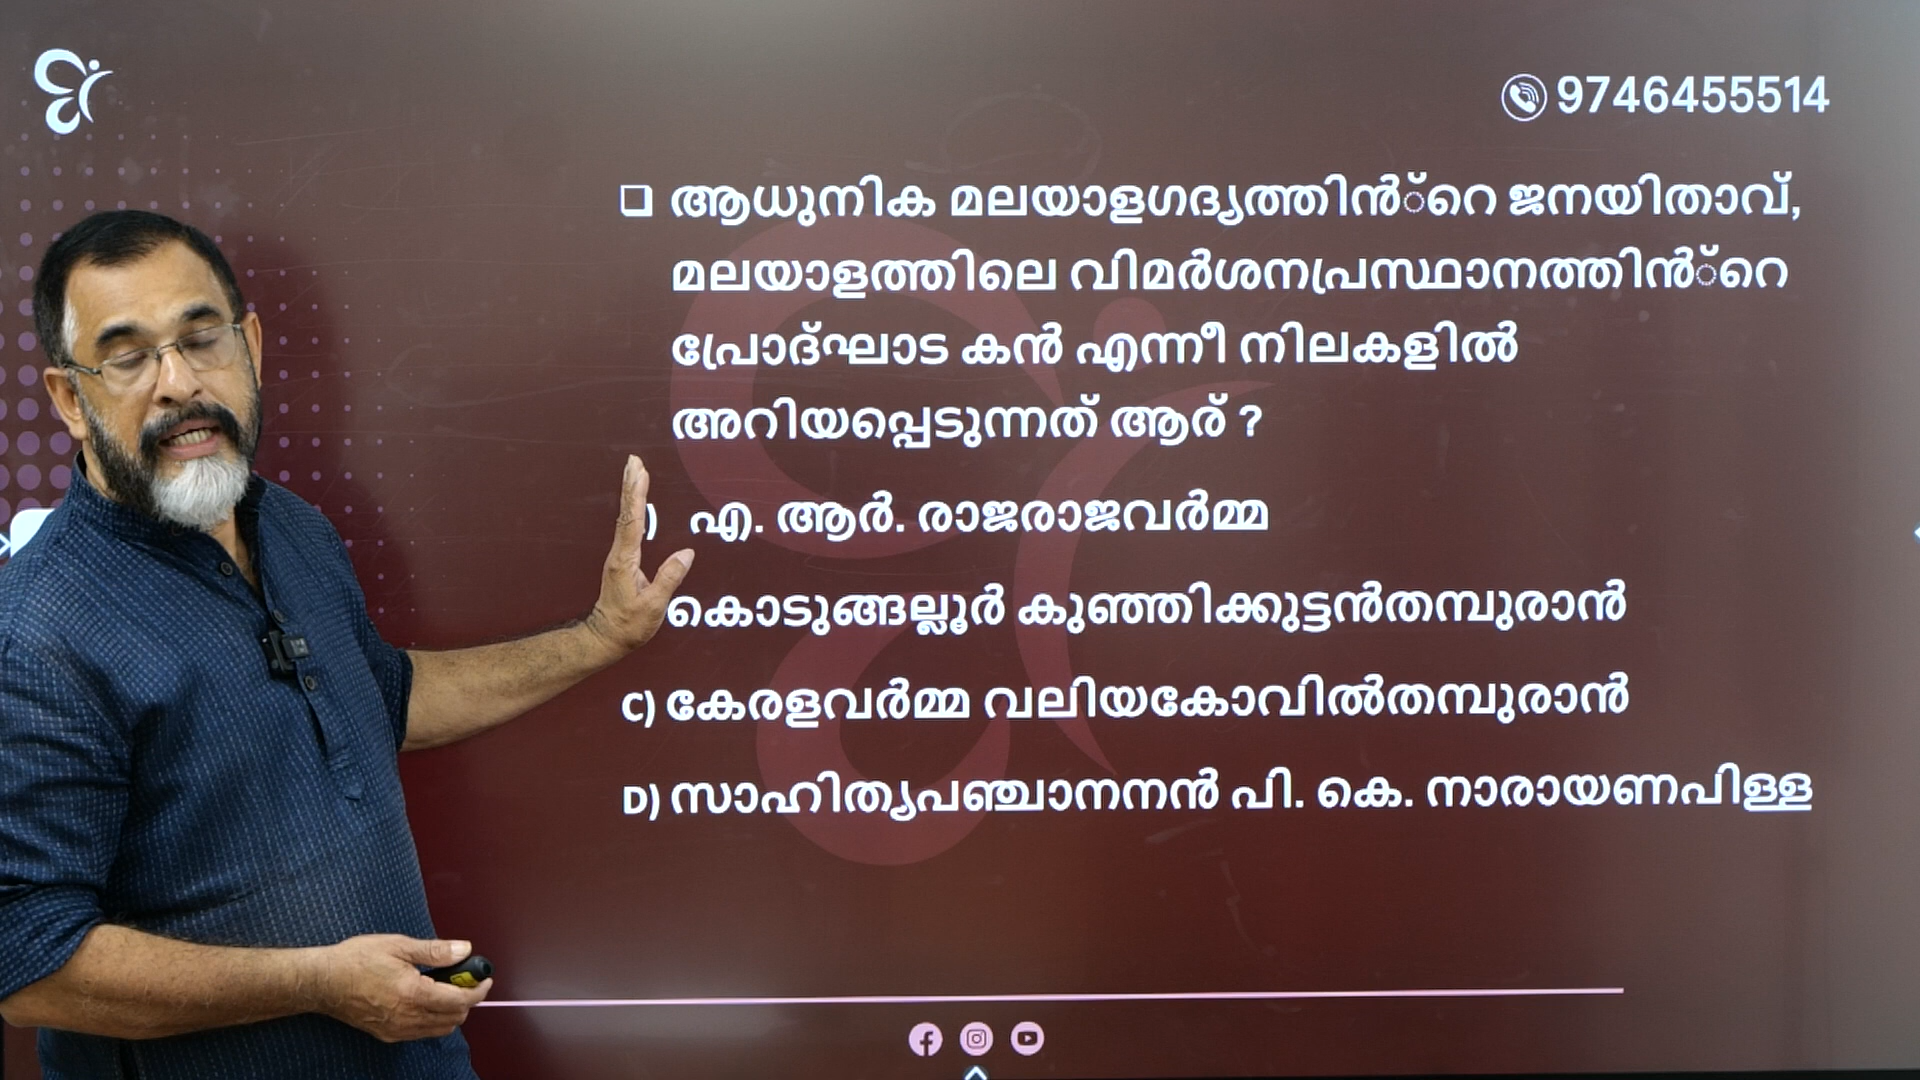 9746455514
❑ ആധുനിക മലയാളഗദ്യത്തിൻ്റെ ജനയിതാവ്,
മലയാളത്തിലെ വിമർശനപ്രസ്ഥാനത്തിൻ്റെ
പ്രോദ്ഘാട കൻ എന്നീ നിലകളിൽ
അറിയപ്പെടുന്നത് ആര് ?
) എ. ആർ. രാജരാജവർമ്മ
കൊടുങ്ങല്ലൂർ കുഞ്ഞിക്കുട്ടൻതമ്പുരാൻ
C) കേരളവർമ്മ വലിയകോവിൽതമ്പുരാൻ
D) സാഹിത്യപഞ്ചാനനൻ പി. കെ. നാരായണപിള്ള